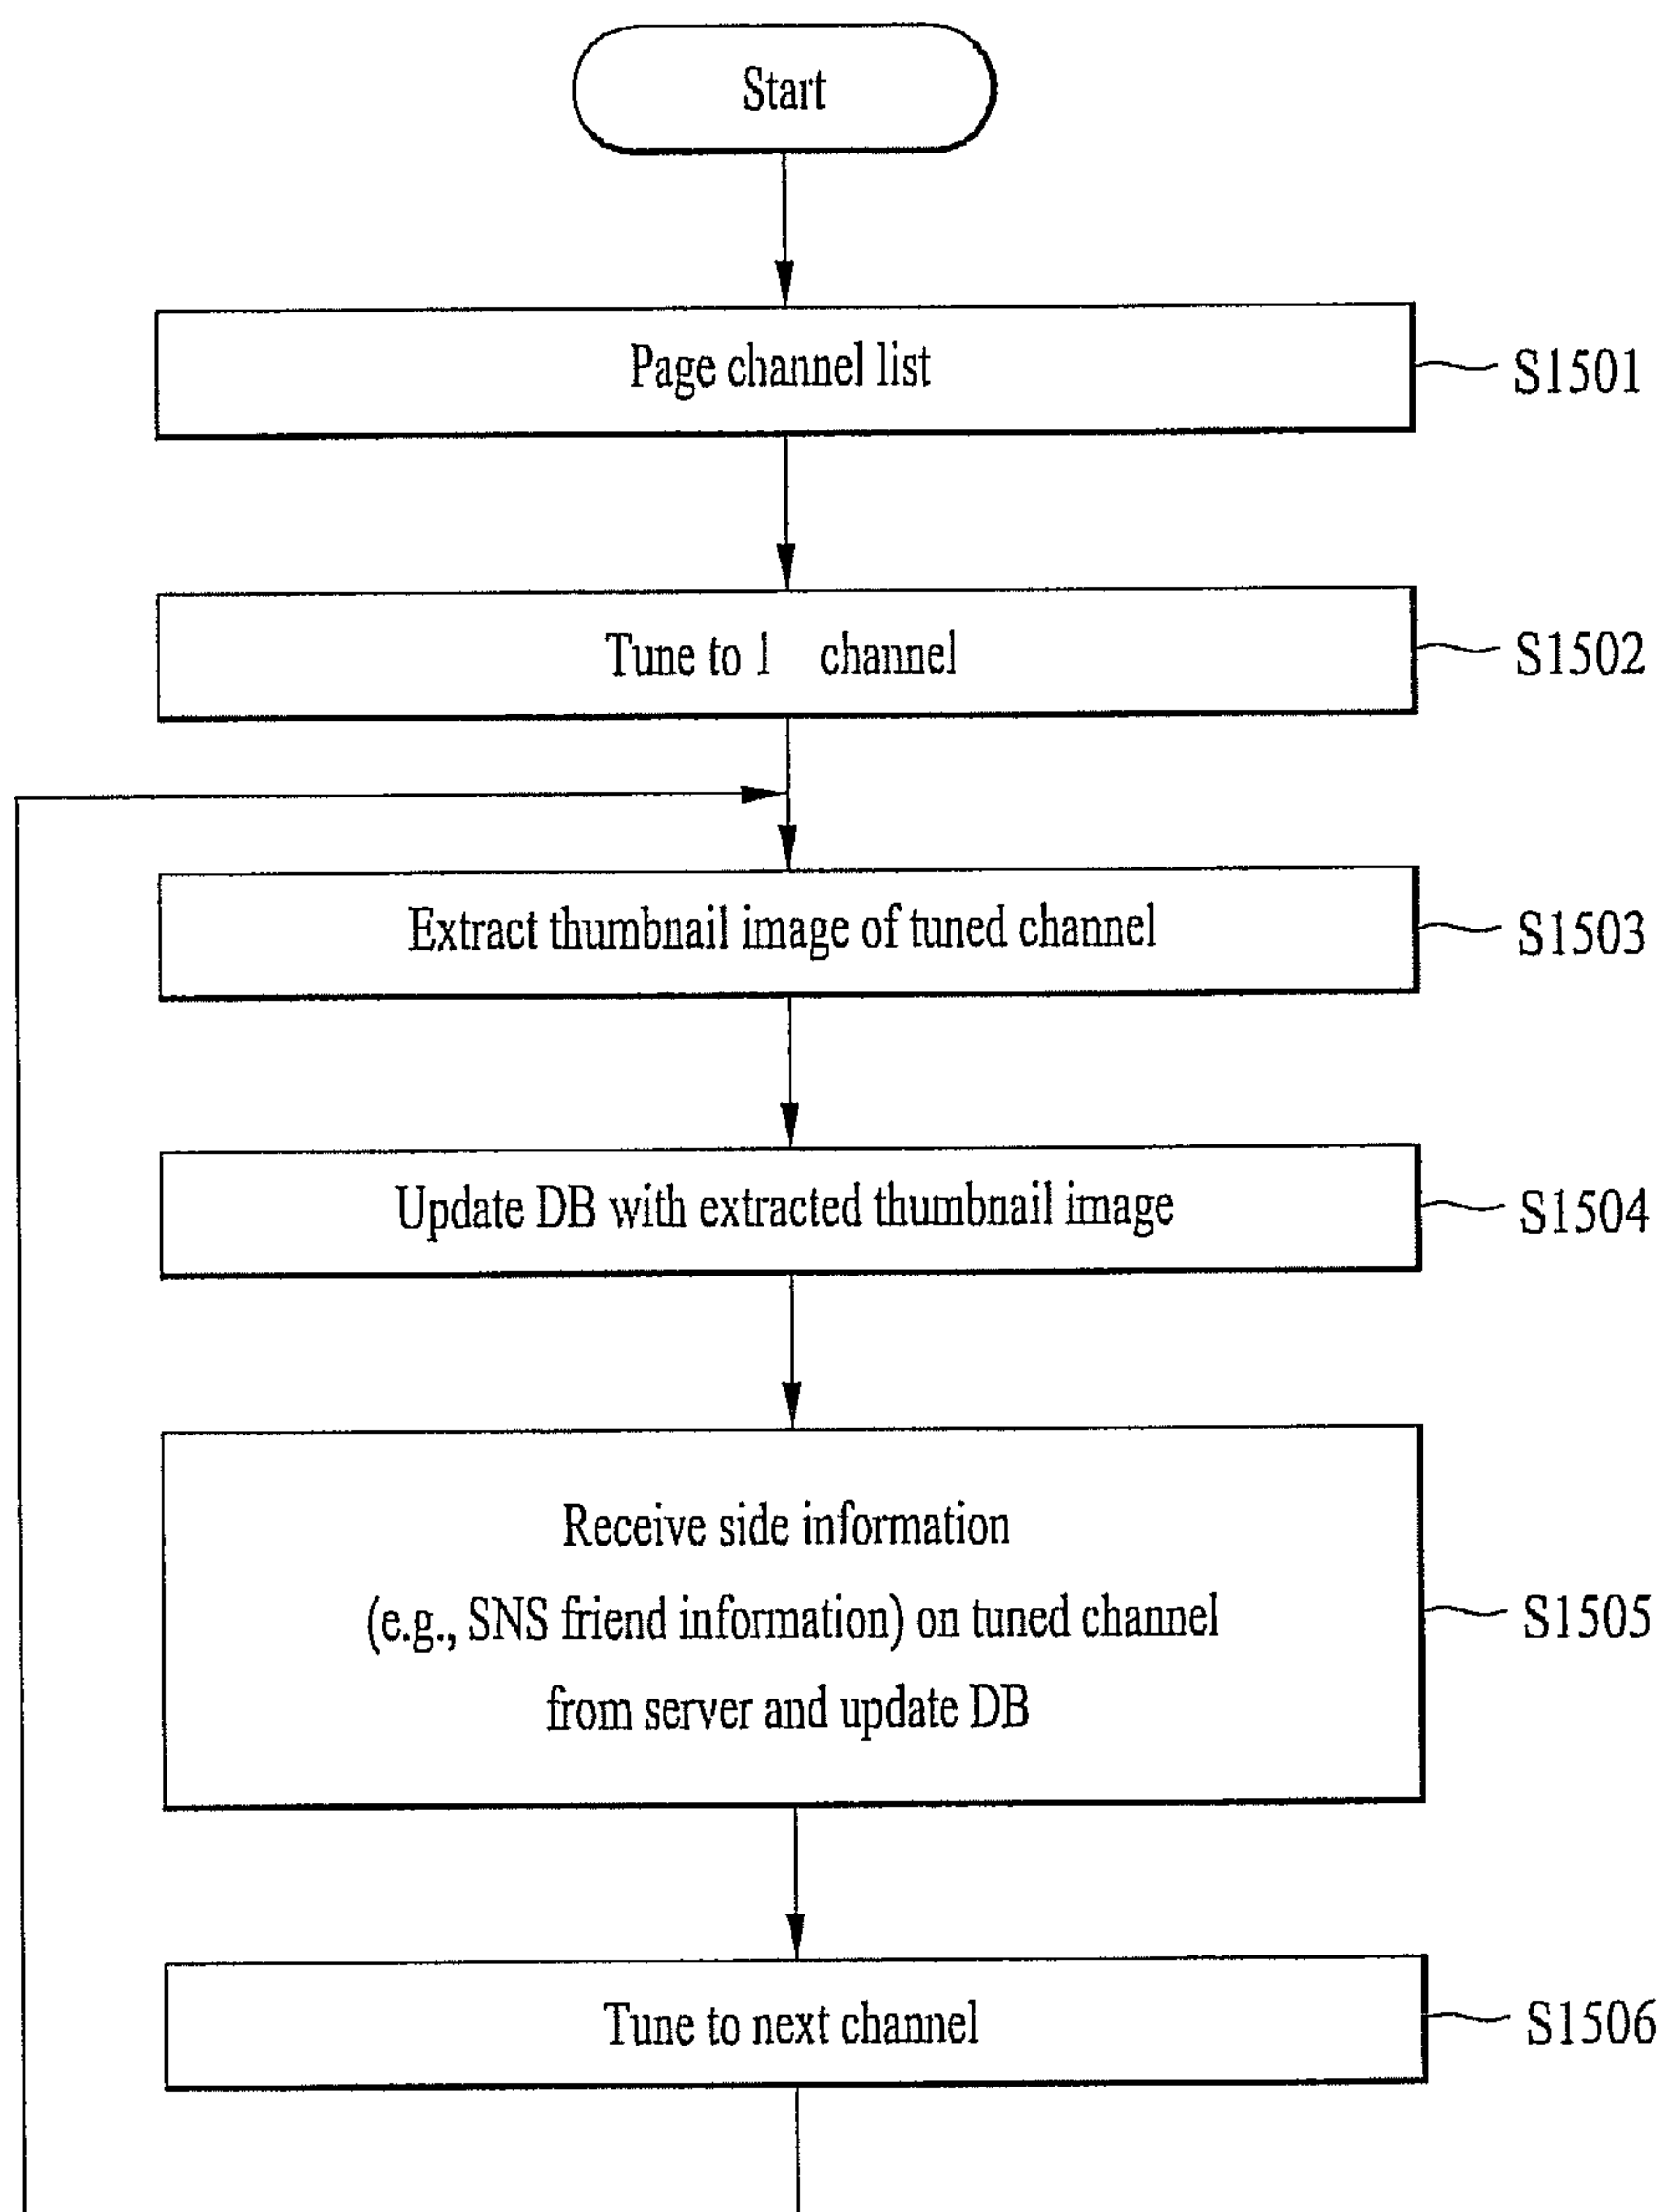 Start
Page channel list
S1501
Tune to 1 channel
S1502
Extract thumbnail image of tuned channel
S1503
Update DB with extracted thumbnail image
S1504
Receive side information
(e.g., SNS friend information) on tuned channel
from server and update DB
S1505
Tune to next channel
S1506